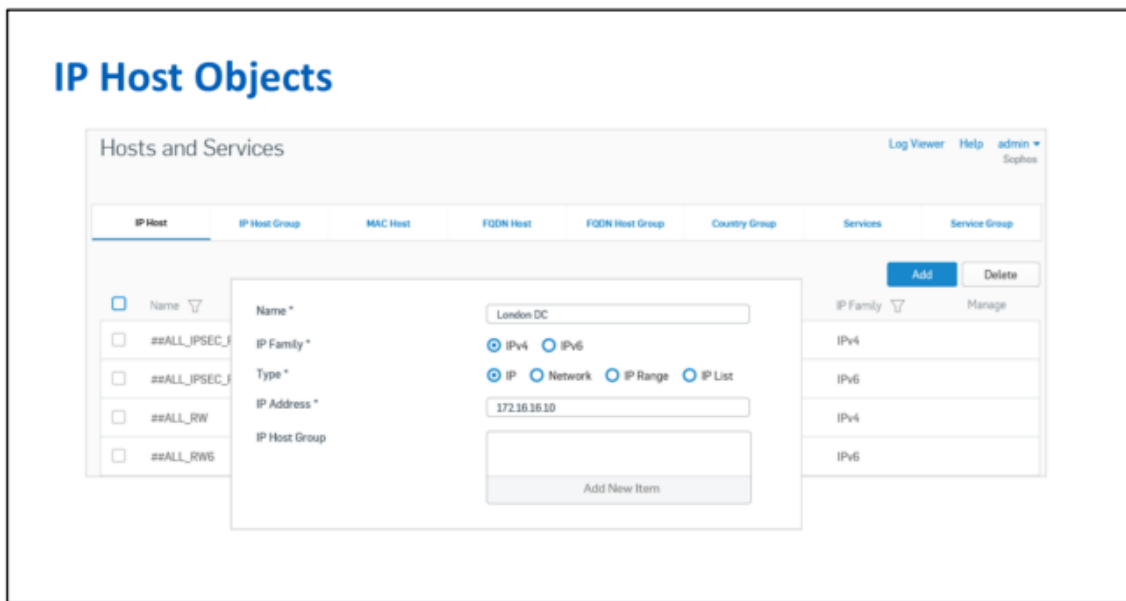 IP Host Objects
Hosts and Services
Log Viewer Help admin
Sophos
IP Host IP Host Group MAC Host FQDN Host FQDN Host Group Country Group Services Service Group
Add Delete
Name IP Family Manage
##ALL_IPSEC_ IPv4
##ALL_IPSEC_ IPv6
##ALL_RW IPv4
##ALL_RW6 IPv6
Name * London DC
IP Family * IPv4 IPv6
Type * IP Network IP Range IP List
IP Address * 172.16.16.10
IP Host Group
Add New Item